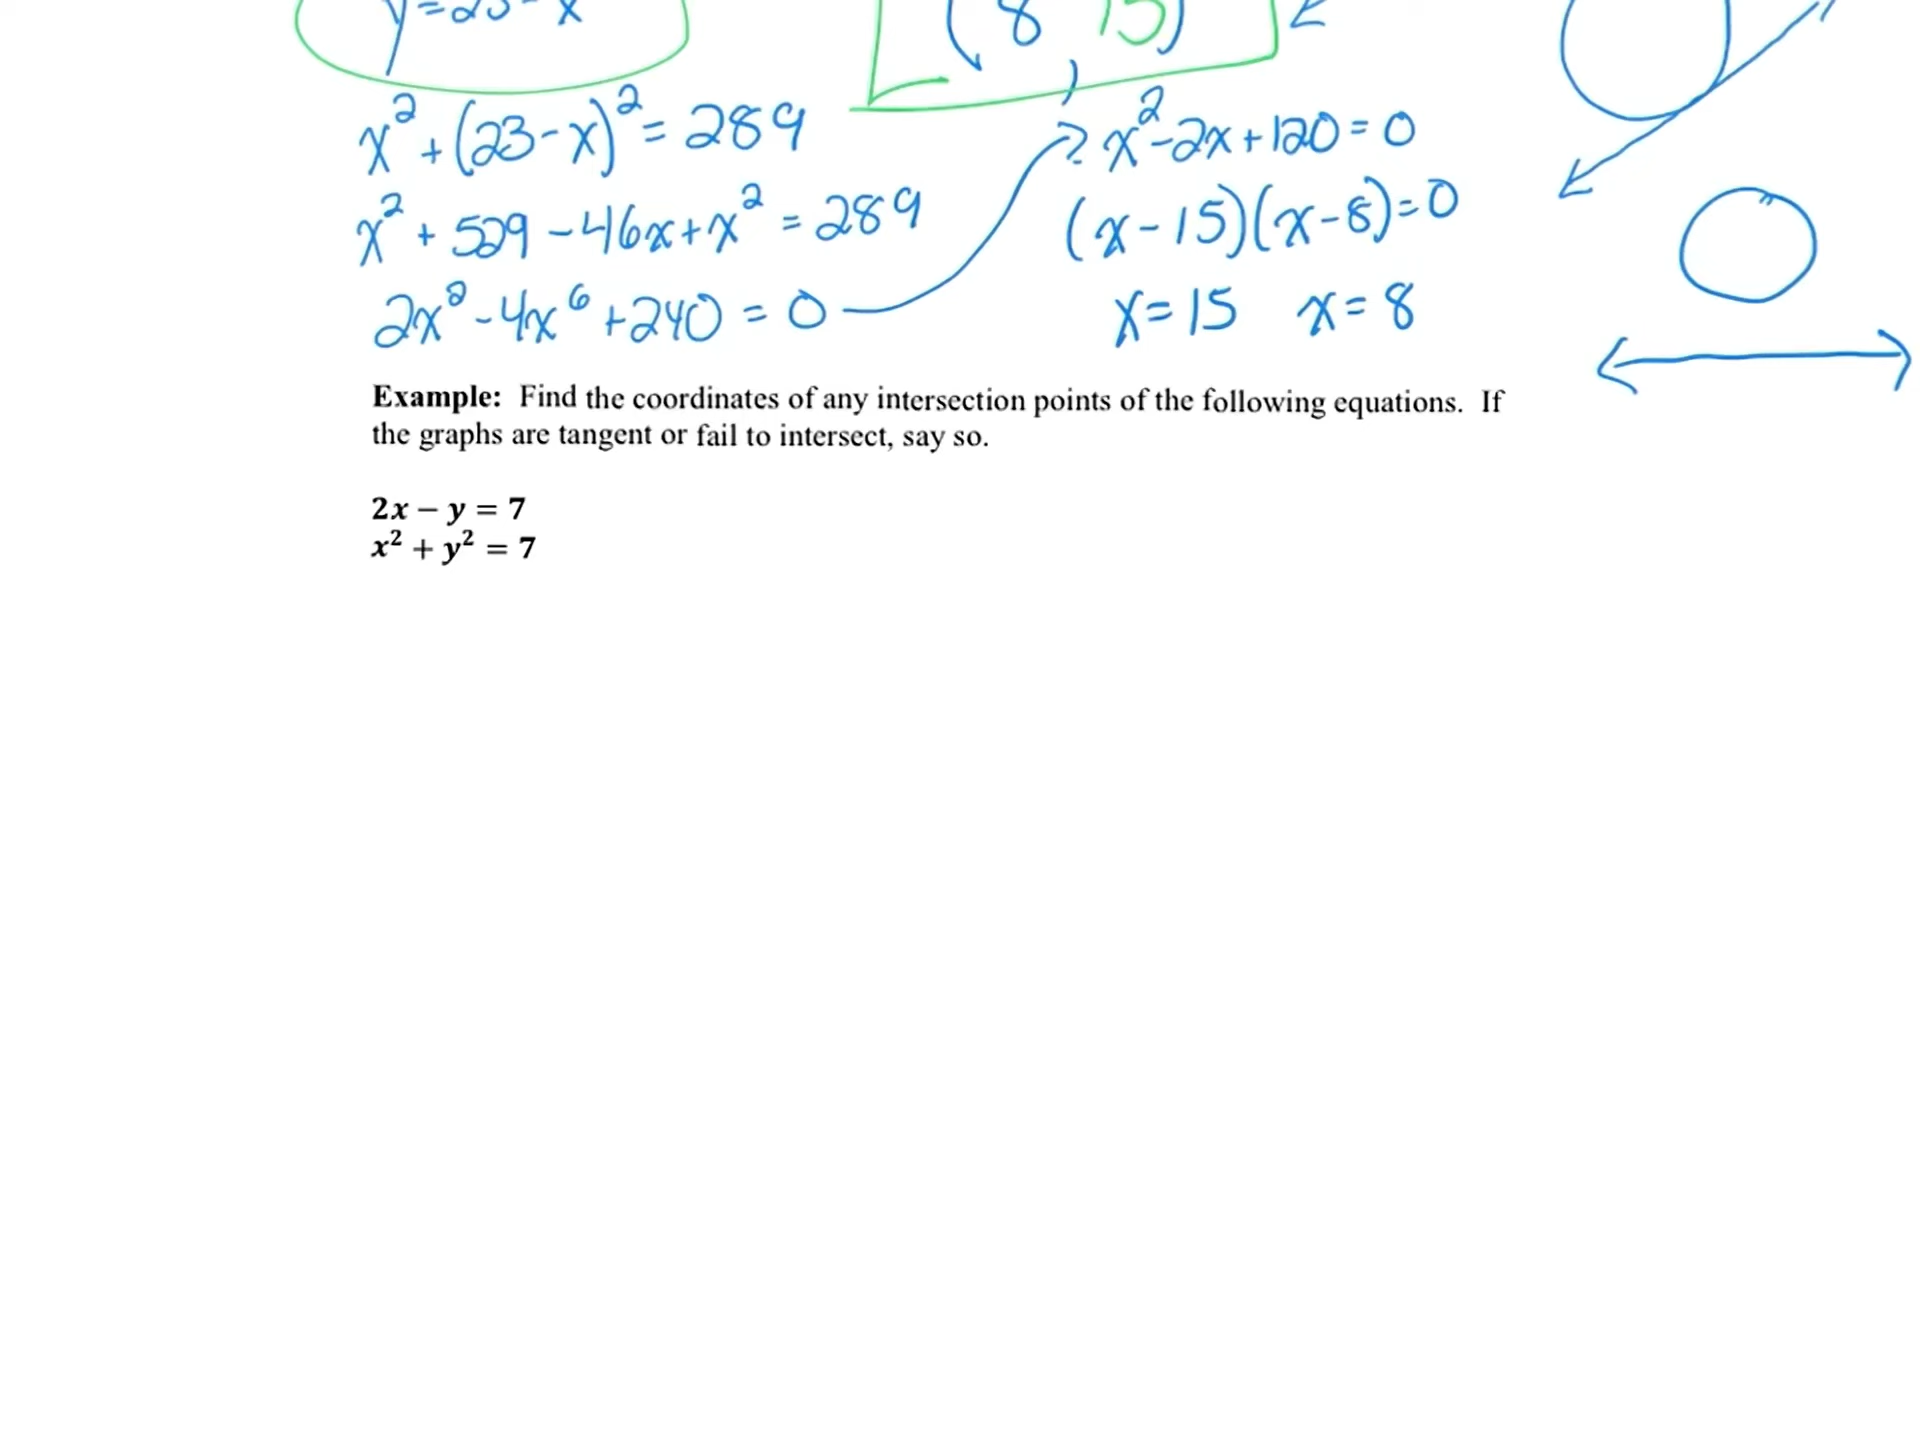 y=23-x
(8, 15)
x²+(23-x)²=289
x²+529-46x+x²=289
2x²-4x⁶+240=0
x²-2x+120=0
(x-15)(x-8)=0
x=15 x=8
Example: Find the coordinates of any intersection points of the following equations. If
the graphs are tangent or fail to intersect, say so.
2x − y = 7
x² + y² = 7